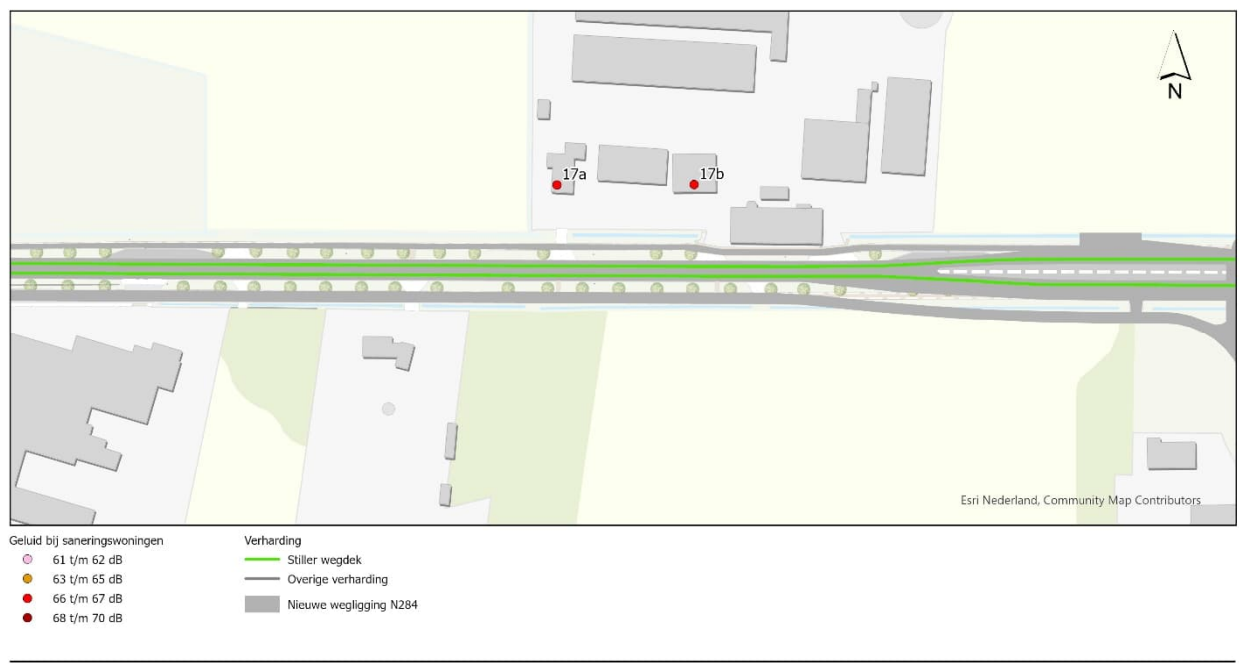 N
17a
17b
Esri Nederland, Community Map Contributors
Geluid bij saneringswoningen
61 t/m 62 dB
63 t/m 65 dB
66 t/m 67 dB
68 t/m 70 dB
Verharding
Stiller wegdek
Overige verharding
Nieuwe wegligging N284